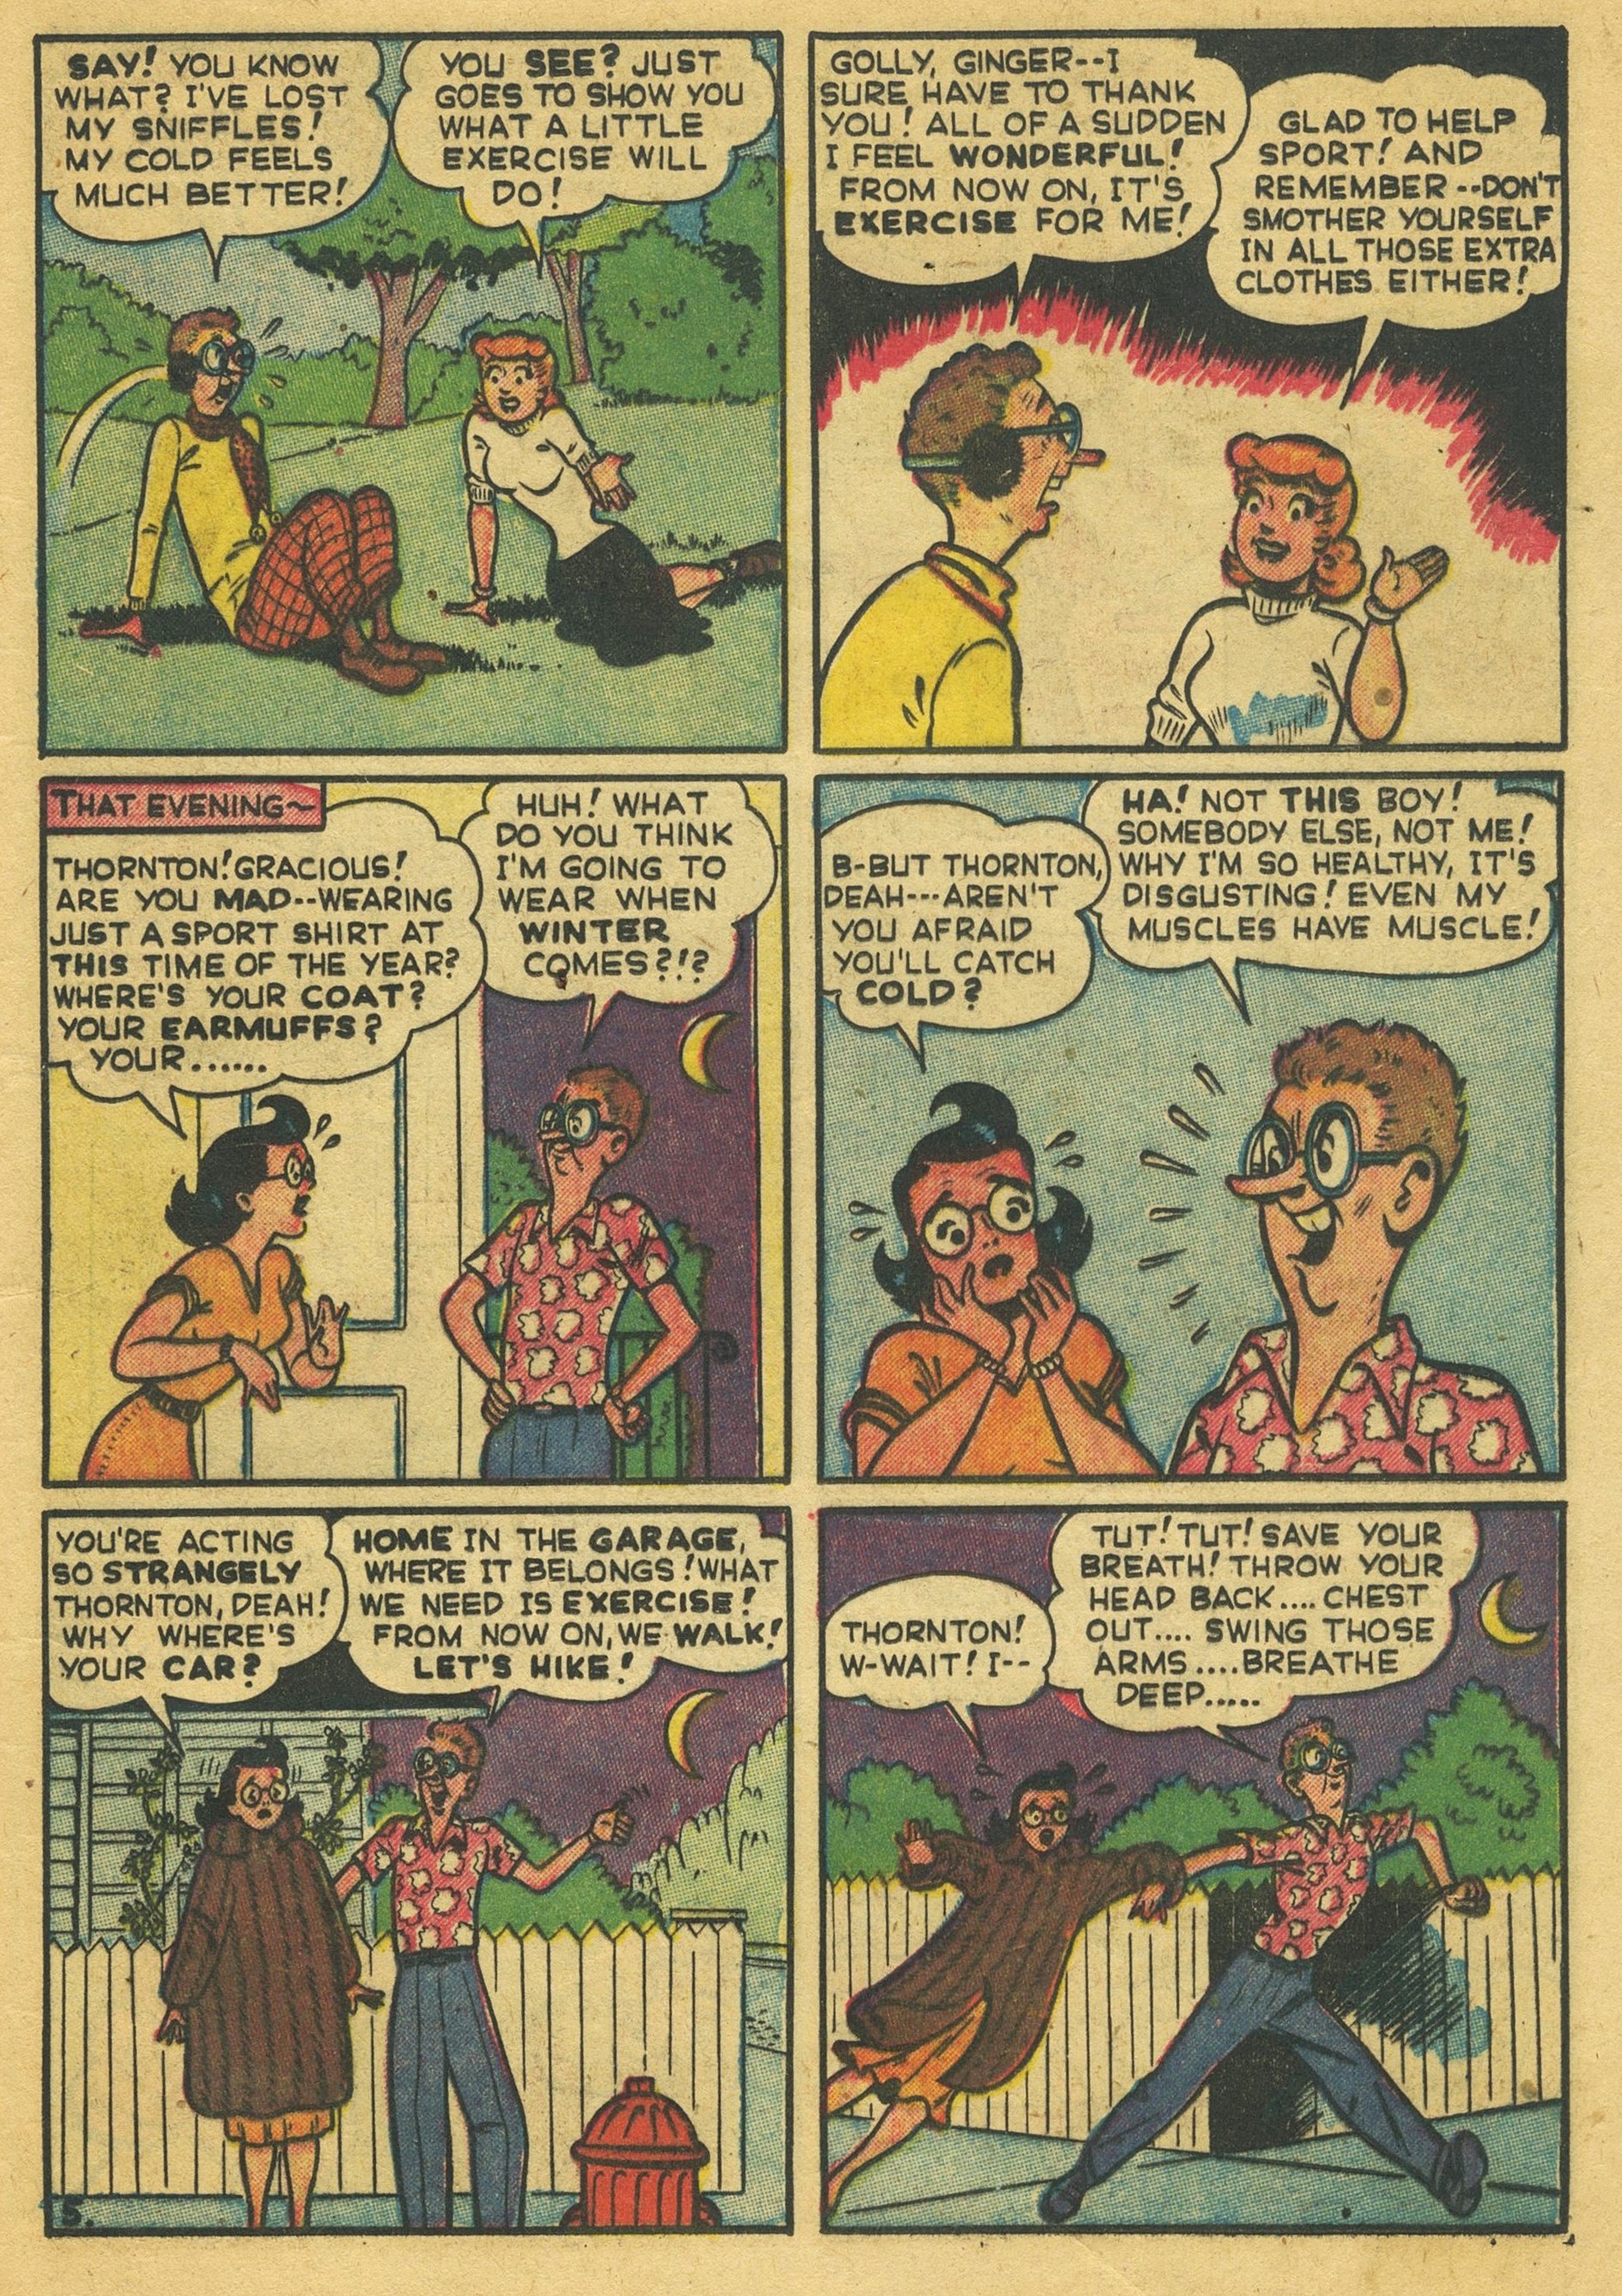 SAY! YOU KNOW
WHAT? I'VE LOST
MY SNIFFLES!
MY COLD FEELS
MUCH BETTER!
YOU SEE? JUST
GOES TO SHOW YOU
WHAT A LITTLE
EXERCISE WILL
DO!
GOLLY, GINGER--I
SURE HAVE TO THANK
YOU! ALL OF A SUDDEN
I FEEL WONDERFUL!
FROM NOW ON, IT'S
EXERCISE FOR ME!
GLAD TO HELP
SPORT! AND
REMEMBER--DON'T
SMOTHER YOURSELF
IN ALL THOSE EXTRA
CLOTHES EITHER!
THAT EVENING~
THORNTON! GRACIOUS!
ARE YOU MAD--WEARING
JUST A SPORT SHIRT AT
THIS TIME OF THE YEAR?
WHERE'S YOUR COAT?
YOUR EARMUFFS?
YOUR......
HUH! WHAT
DO YOU THINK
I'M GOING TO
WEAR WHEN
WINTER
COMES?!?
B-BUT THORNTON,
DEAH---AREN'T
YOU AFRAID
YOU'LL CATCH
COLD?
HA! NOT THIS BOY!
SOMEBODY ELSE, NOT ME!
WHY I'M SO HEALTHY, IT'S
DISGUSTING! EVEN MY
MUSCLES HAVE MUSCLE!
YOU'RE ACTING
SO STRANGELY
THORNTON, DEAH!
WHY WHERE'S
YOUR CAR?
HOME IN THE GARAGE,
WHERE IT BELONGS! WHAT
WE NEED IS EXERCISE!
FROM NOW ON, WE WALK!
LET'S HIKE!
THORNTON!
W-WAIT! I--
TUT! TUT! SAVE YOUR
BREATH! THROW YOUR
HEAD BACK.... CHEST
OUT.... SWING THOSE
ARMS....BREATHE
DEEP.....
5.